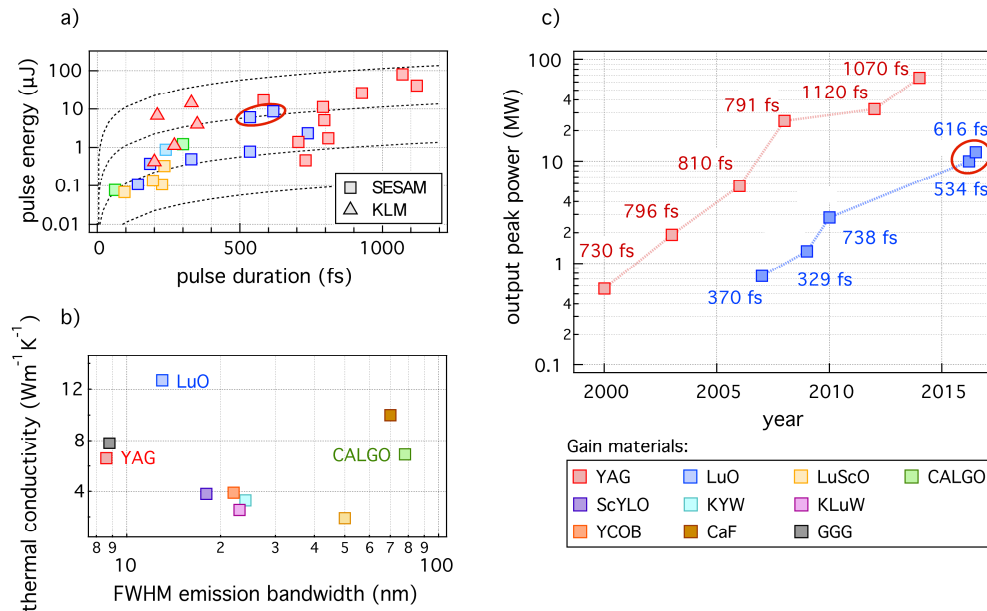 a)
pulse energy (µJ)
100
10
1
0.1
0.01
SESAM
KLM
0
500
1000
pulse duration (fs)
b)
thermal conductivity (Wm⁻¹K⁻¹)
12
8
4
LuO
YAG
CALGO
8 9 2 3 4 5 6 7 8 9
10 100
FWHM emission bandwidth (nm)
c)
output peak power (MW)
100
4
2
10
4
2
1
4
2
0.1
1070 fs
1120 fs
791 fs
810 fs
796 fs
730 fs
616 fs
534 fs
738 fs
329 fs
370 fs
2000 2005 2010 2015
year
Gain materials:
YAG LuO LuScO CALGO
ScYLO KYW KLuW
YCOB CaF GGG